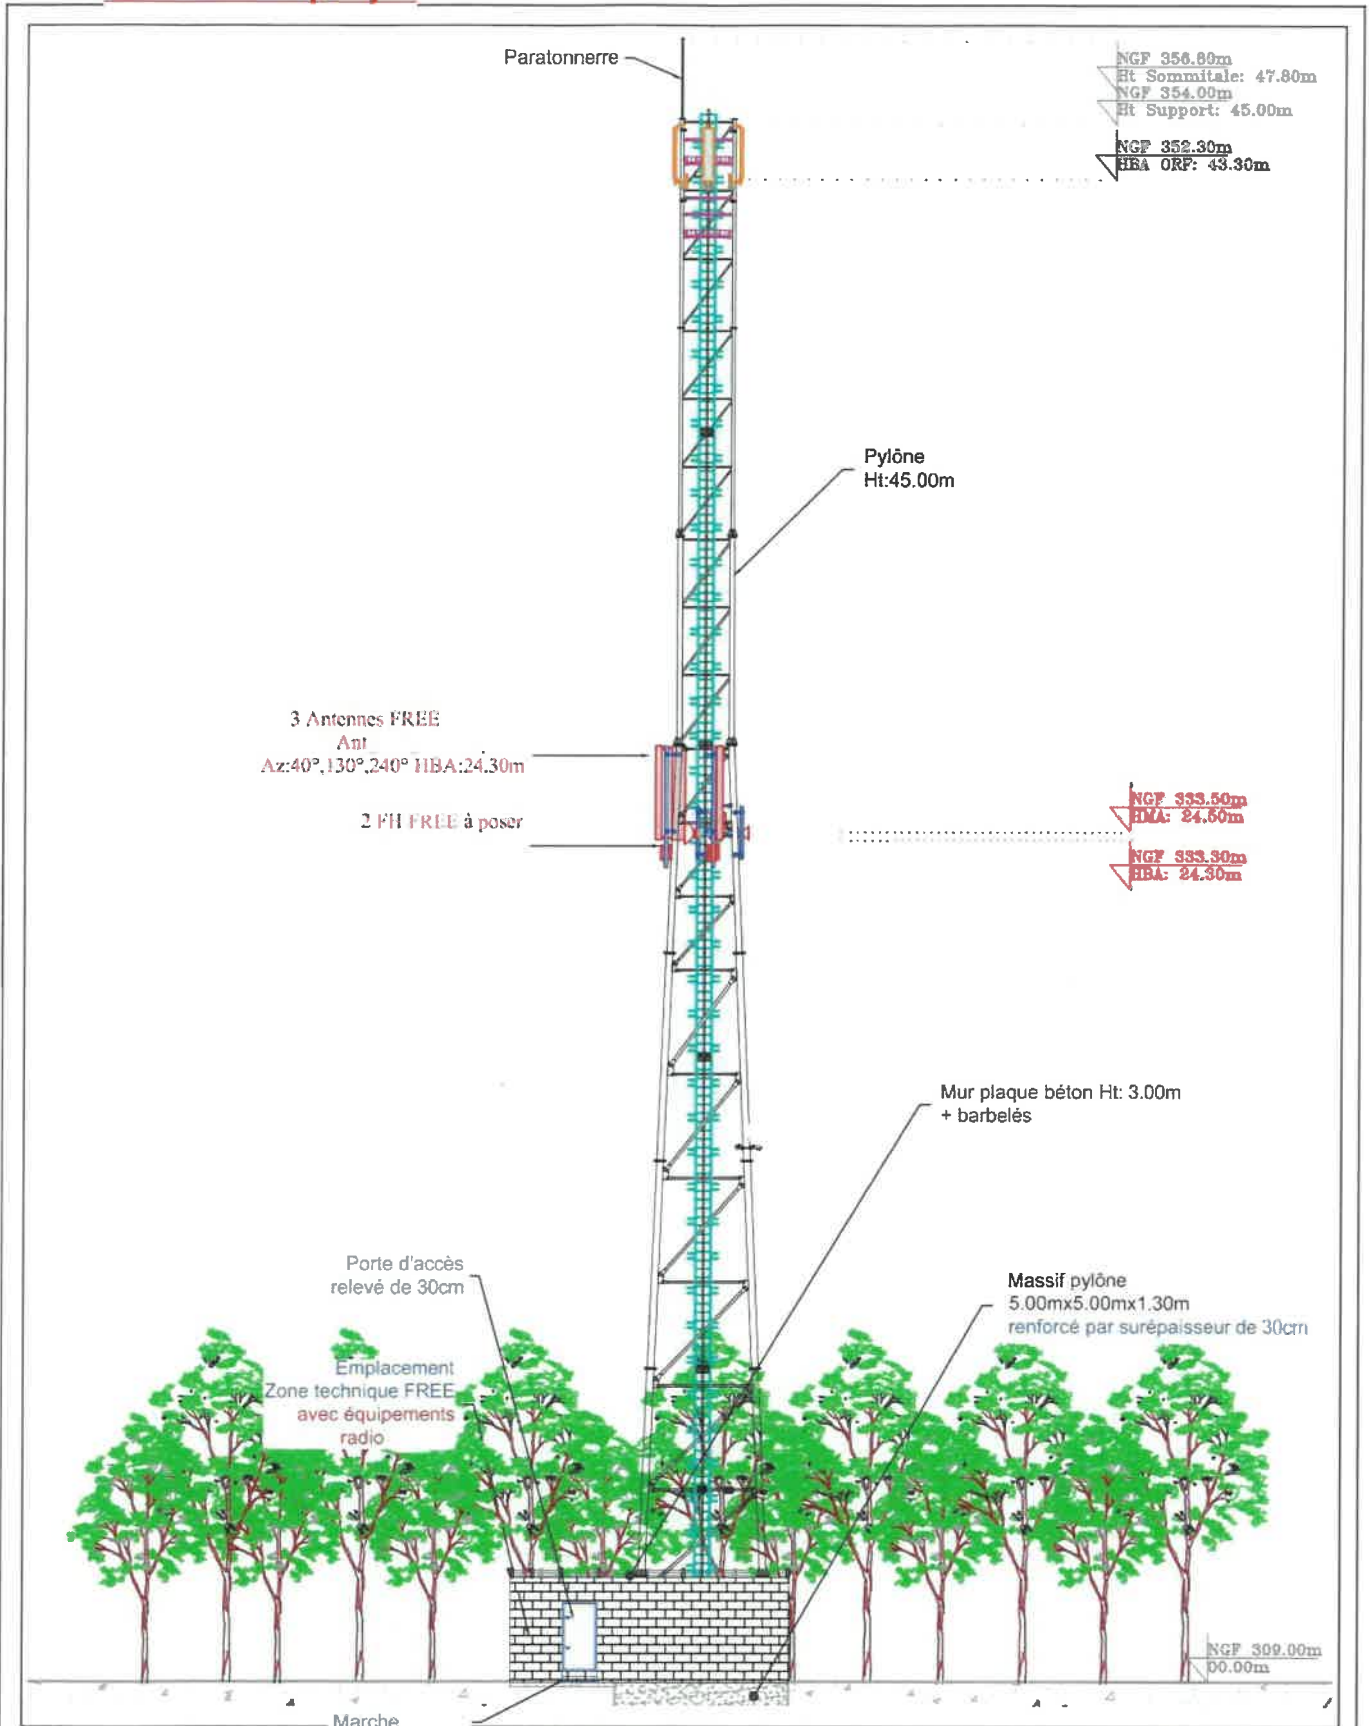 Paratonnerre
NGF 356.80m
Ht Sommitale: 47.80m
NGF 354.00m
Ht Support: 45.00m
NGF 352.30m
HBA ORF: 43.30m
Pylône
Ht:45.00m
3 Antennes FREE
Ant
Az:40°,130°,240° HBA:24.30m
2 FH FREE à poser
NGF 333.50m
HMA: 24.50m
NGF 333.30m
HBA: 24.30m
Mur plaque béton Ht: 3.00m
+ barbelés
Porte d'accès
relevé de 30cm
Massif pylône
5.00mx5.00mx1.30m
renforcé par surépaisseur de 30cm
Emplacement
Zone technique FREE
avec équipements
radio
NGF 309.00m
00.00m
Marche